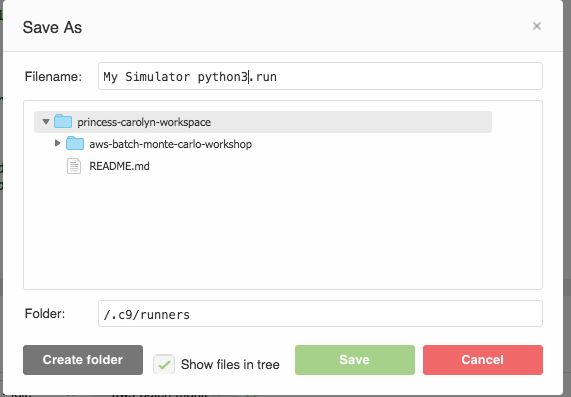 Save As
×
Filename: My Simulator python3.run
princess-carolyn-workspace
aws-batch-monte-carlo-workshop
README.md
Folder: /.c9/runners
Create folder Show files in tree Save Cancel